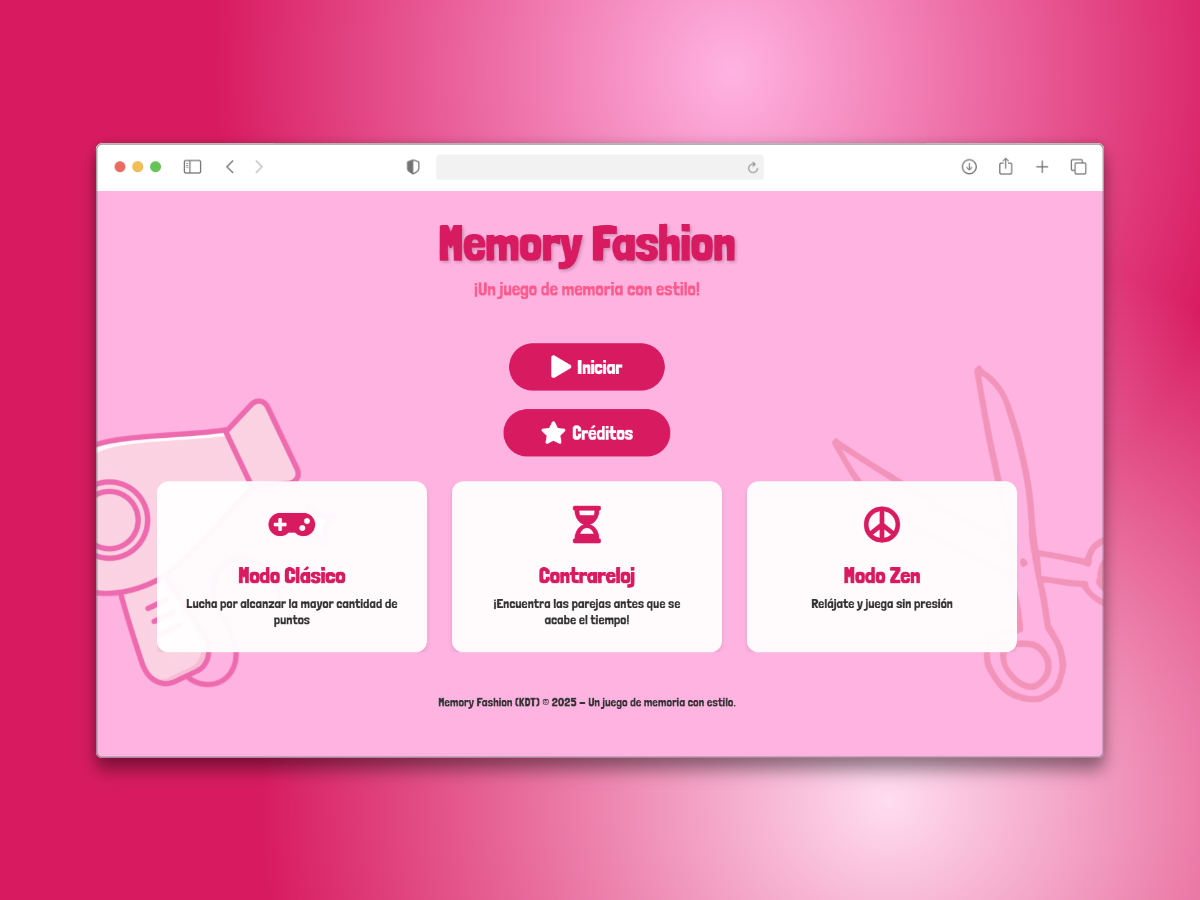 Memory Fashion
¡Un juego de memoria con estilo!
Iniciar
Créditos
Modo Clásico
Lucha por alcanzar la mayor cantidad de
puntos
Contrareloj
¡Encuentra las parejas antes que se
acabe el tiempo!
Modo Zen
Relájate y juega sin presión
Memory Fashion (KDT) © 2025 – Un juego de memoria con estilo.